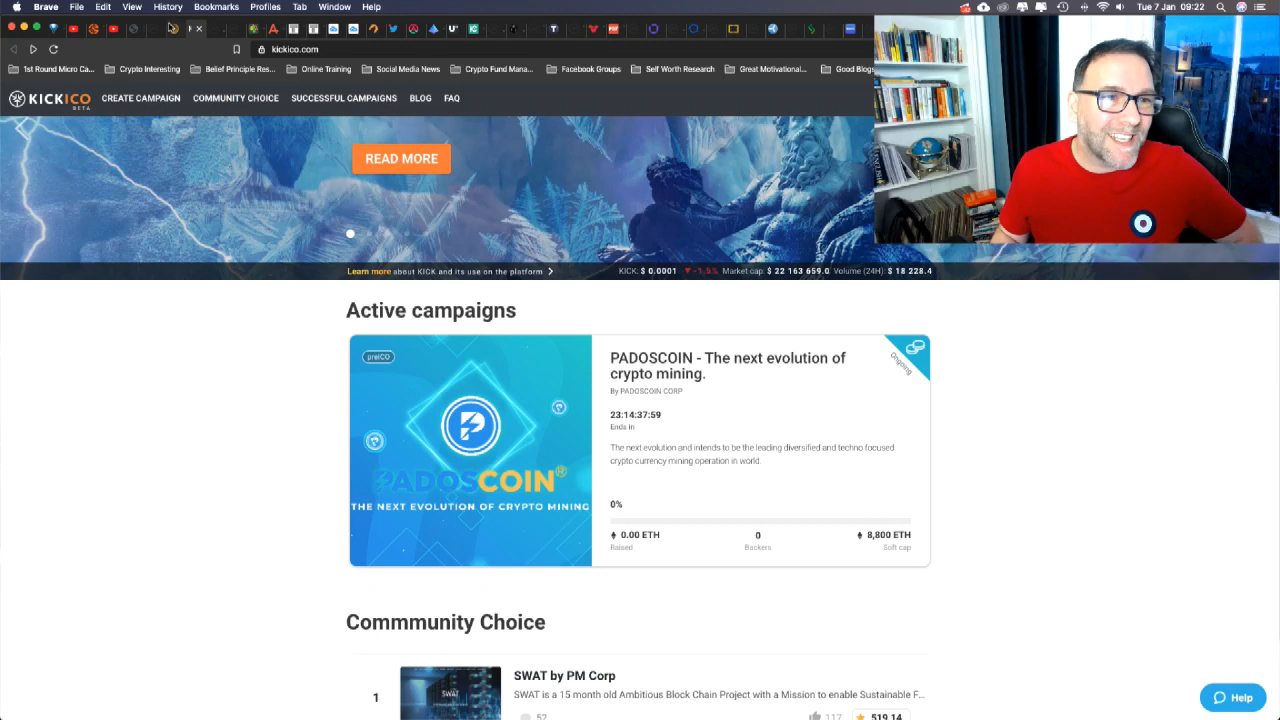 Brave File Edit View History Bookmarks Profiles Tab Window Help
Tue 7 Jan 09:22
kickico.com
1st Round Micro Ca... Crypto Interesting Belief Profitable Res... Online Training Social Media News Crypto Fund Mana... Facebook Groups Self Worth Research Great Motivational... Good Blogs
KICKICO BETA
CREATE CAMPAIGN COMMUNITY CHOICE SUCCESSFUL CAMPAIGNS BLOG FAQ
READ MORE
Learn more about KICK and its use on the platform
KICK: $ 0.0001 Market cap: $ 22 163 659.0 Volume (24H): $ 18 228.4
Active campaigns
preICO
PADOSCOIN®
THE NEXT EVOLUTION OF CRYPTO MINING
PADOSCOIN - The next evolution of
crypto mining.
By PADOSCOIN CORP
Ongoing
23:14:37:59
Ends in
The next evolution and intends to be the leading diversified and techno focused
crypto currency mining operation in world.
0%
0.00 ETH 0 8,800 ETH
Raised Backers Soft cap
Commmunity Choice
1
SWAT
SWAT by PM Corp
SWAT is a 15 month old Ambitious Block Chain Project with a Mission to enable Sustainable F...
52 117 519.14
Help